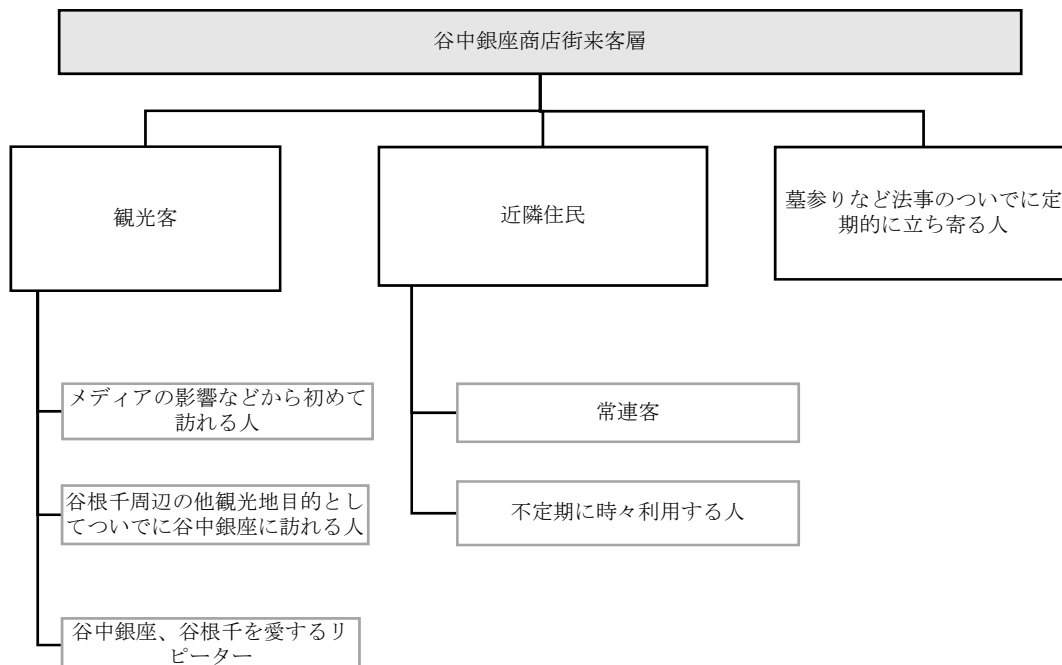 谷中銀座商店街来客層
観光客
近隣住民
墓参りなど法事のついでに定
期的に立ち寄る人
メディアの影響などから初めて
訪れる人
常連客
谷根千周辺の他観光地目的とし
てついでに谷中銀座に訪れる人
不定期に時々利用する人
谷中銀座、谷根千を愛するリ
ピーター